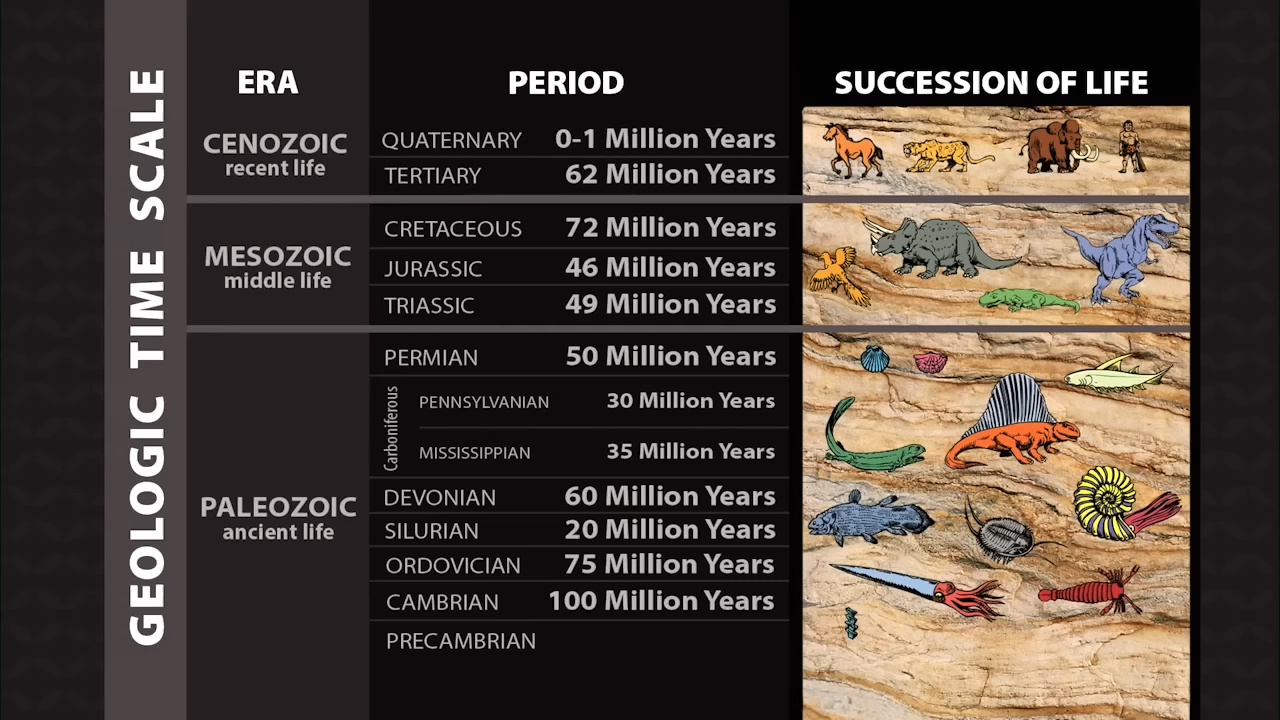 GEOLOGIC TIME SCALE
ERA
PERIOD
SUCCESSION OF LIFE
CENOZOIC
recent life
QUATERNARY 0-1 Million Years
TERTIARY 62 Million Years
MESOZOIC
middle life
CRETACEOUS 72 Million Years
JURASSIC 46 Million Years
TRIASSIC 49 Million Years
PALEOZOIC
ancient life
PERMIAN 50 Million Years
Carboniferous
PENNSYLVANIAN 30 Million Years
MISSISSIPPIAN 35 Million Years
DEVONIAN 60 Million Years
SILURIAN 20 Million Years
ORDOVICIAN 75 Million Years
CAMBRIAN 100 Million Years
PRECAMBRIAN